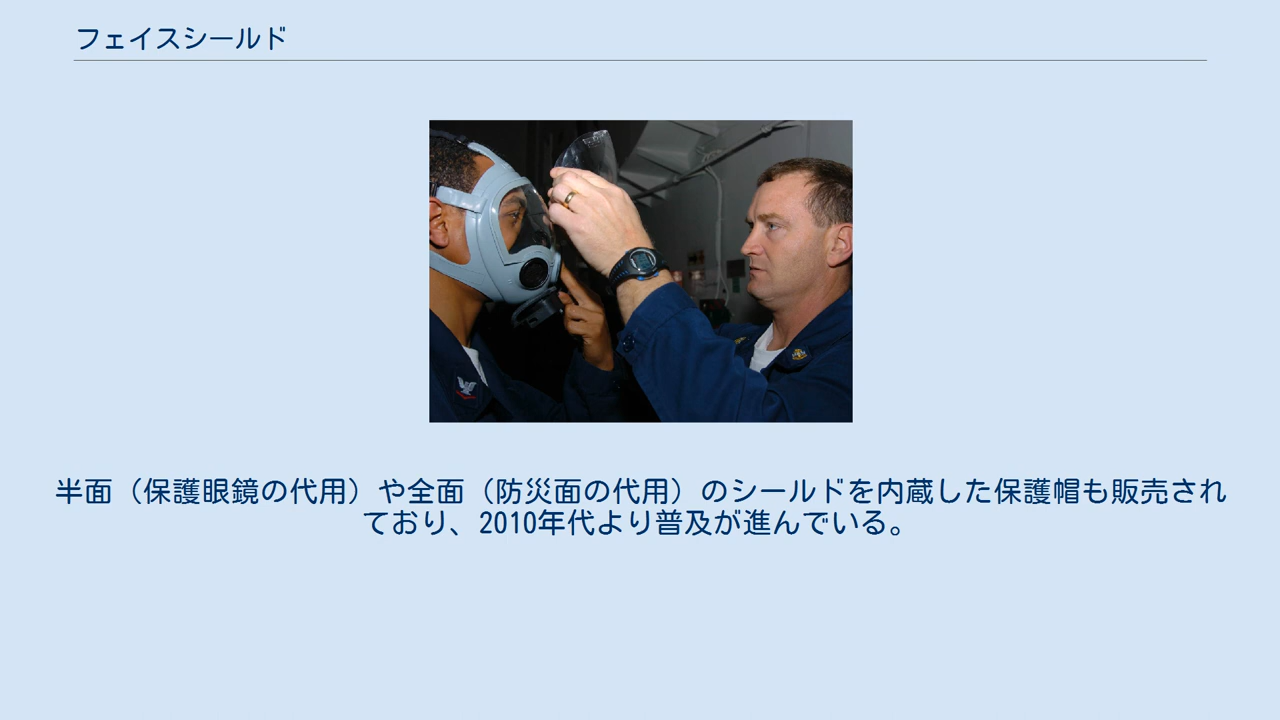 フェイスシールド
半面（保護眼鏡の代用）や全面（防災面の代用）のシールドを内蔵した保護帽も販売され
ており、2010年代より普及が進んでいる。